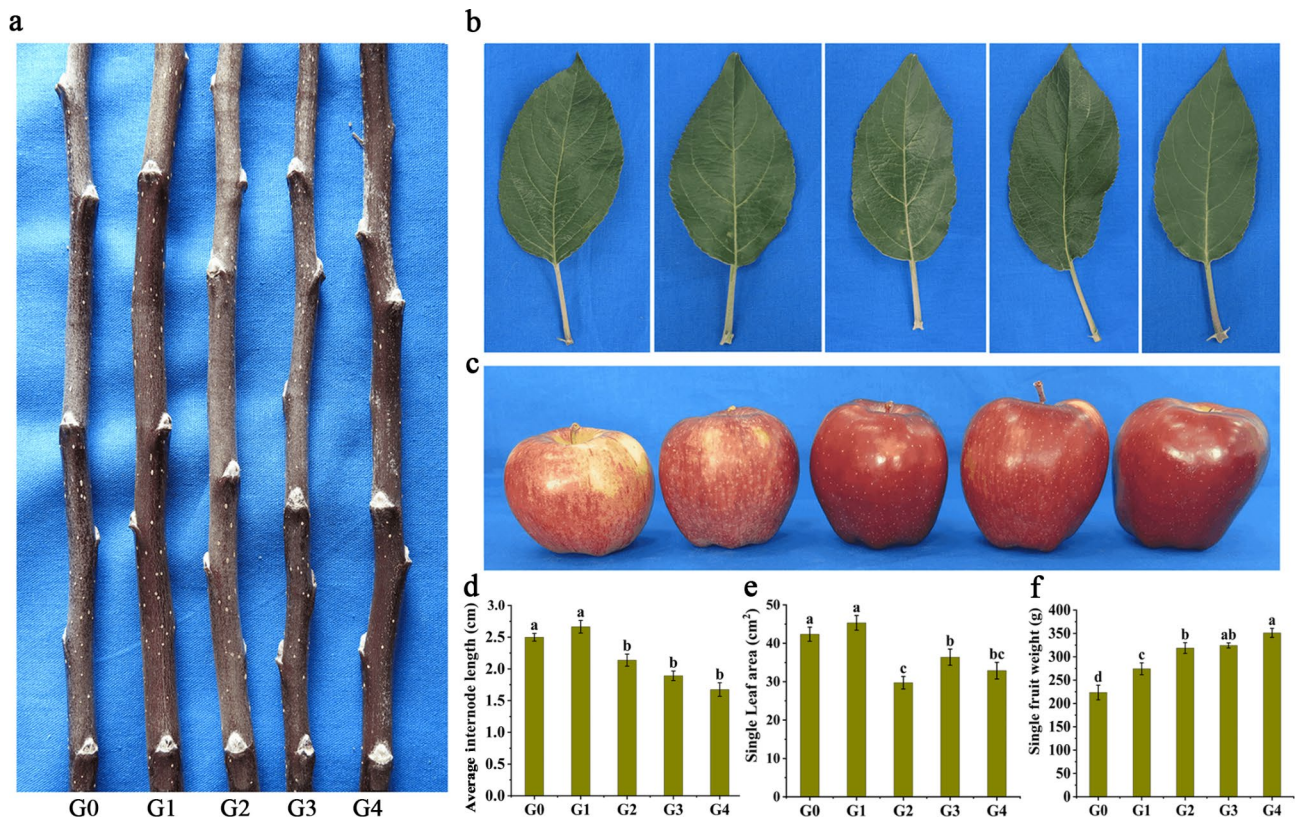 a
b
G0 G1 G2 G3 G4
c
d
Average internode length (cm)
3.0
2.5
2.0
1.5
1.0
0.5
0.0
a
a
b
b
b
G0 G1 G2 G3 G4
e
Single Leaf area (cm²)
50
40
30
20
10
0
a
a
c
b
bc
G0 G1 G2 G3 G4
f
Single fruit weight (g)
400
350
300
250
200
150
100
50
0
d
c
b
ab
a
G0 G1 G2 G3 G4